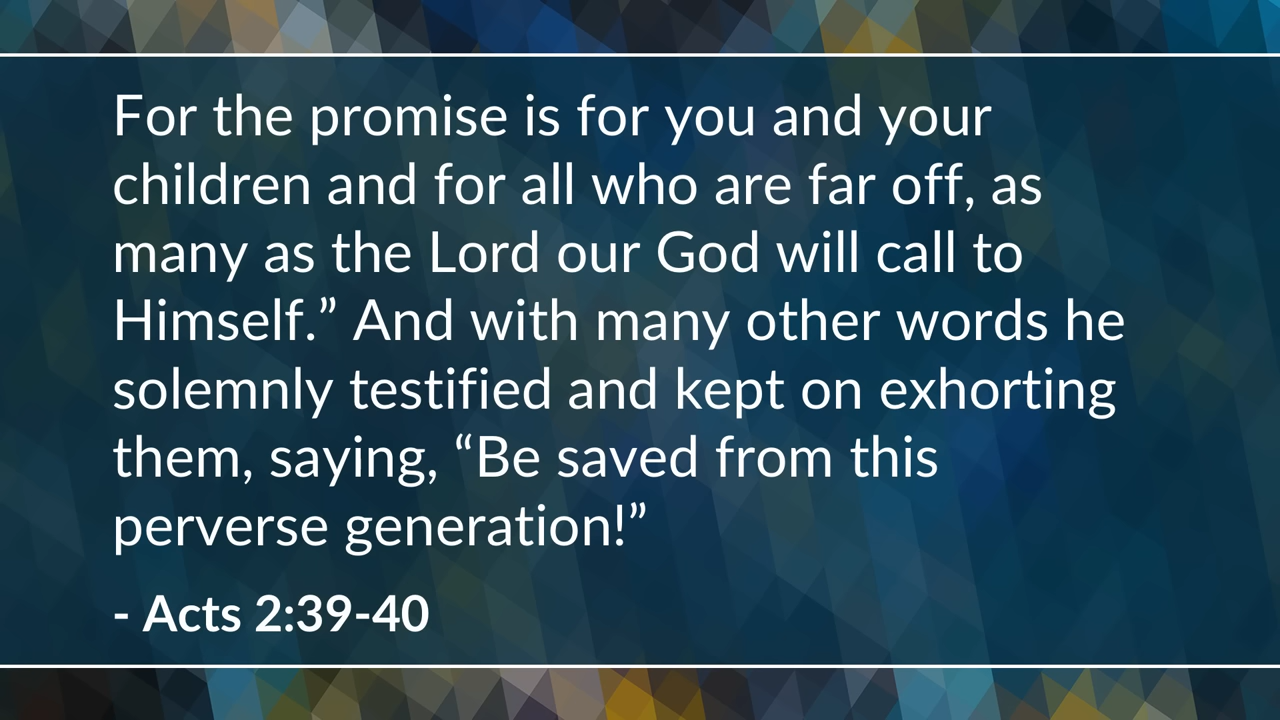 For the promise is for you and your
children and for all who are far off, as
many as the Lord our God will call to
Himself.” And with many other words he
solemnly testified and kept on exhorting
them, saying, “Be saved from this
perverse generation!”
- Acts 2:39-40